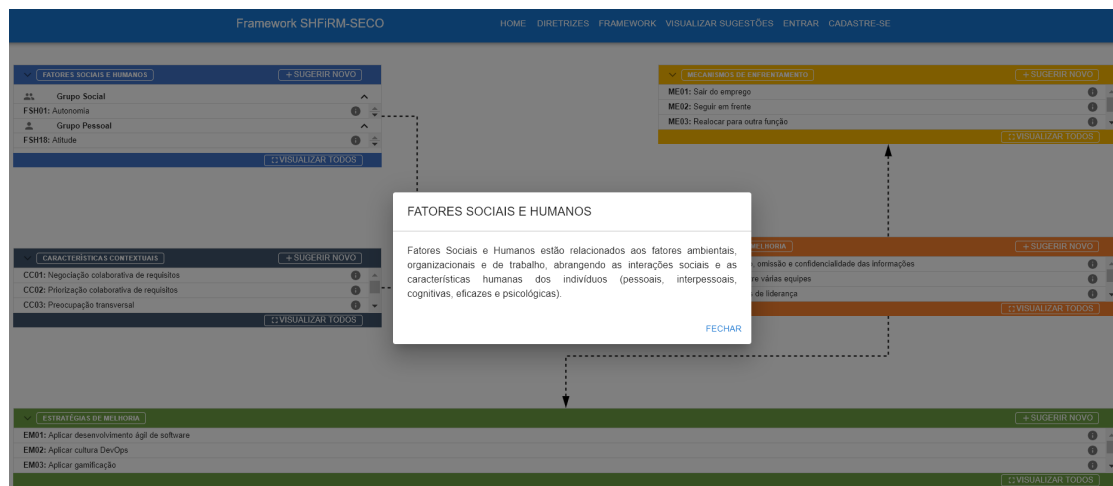 Framework SHFiRM-SECO
HOME DIRETRIZES FRAMEWORK VISUALIZAR SUGESTÕES ENTRAR CADASTRE-SE
FATORES SOCIAIS E HUMANOS
+ SUGERIR NOVO
Grupo Social
FSH01: Autonomia
Grupo Pessoal
FSH18: Atitude
VISUALIZAR TODOS
MECANISMOS DE ENFRENTAMENTO
+ SUGERIR NOVO
ME01: Sair do emprego
ME02: Seguir em frente
ME03: Realocar para outra função
VISUALIZAR TODOS
FATORES SOCIAIS E HUMANOS
Fatores Sociais e Humanos estão relacionados aos fatores ambientais,
organizacionais e de trabalho, abrangendo as interações sociais e as
características humanas dos indivíduos (pessoais, interpessoais,
cognitivas, eficazes e psicológicas).
FECHAR
CARACTERÍSTICAS CONTEXTUAIS
+ SUGERIR NOVO
CC01: Negociação colaborativa de requisitos
CC02: Priorização colaborativa de requisitos
CC03: Preocupação transversal
VISUALIZAR TODOS
MELHORIA
+ SUGERIR NOVO
, omissão e confidencialidade das informações
re várias equipes
de liderança
VISUALIZAR TODOS
ESTRATÉGIAS DE MELHORIA
+ SUGERIR NOVO
EM01: Aplicar desenvolvimento ágil de software
EM02: Aplicar cultura DevOps
EM03: Aplicar gamificação
VISUALIZAR TODOS